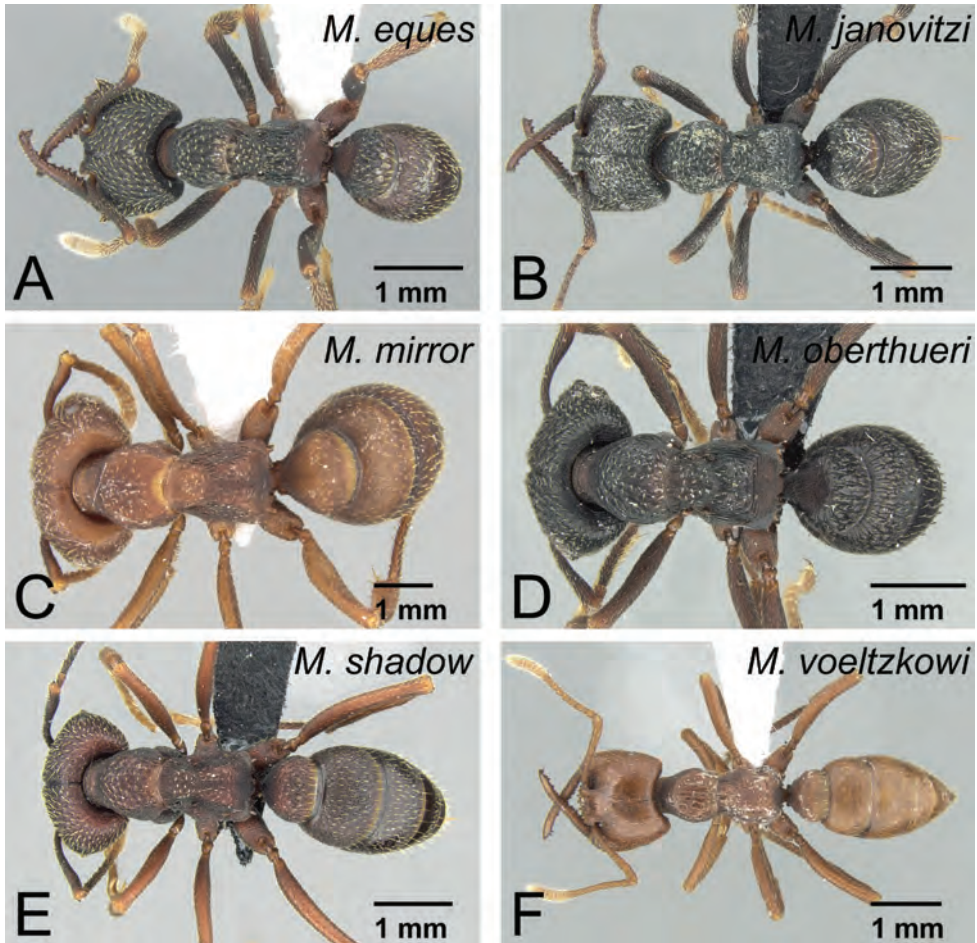 M. eques
A
1 mm
M. janovitzi
B
1 mm
M. mirror
C
1 mm
M. oberthueri
D
1 mm
M. shadow
E
1 mm
M. voeltzkowi
F
1 mm